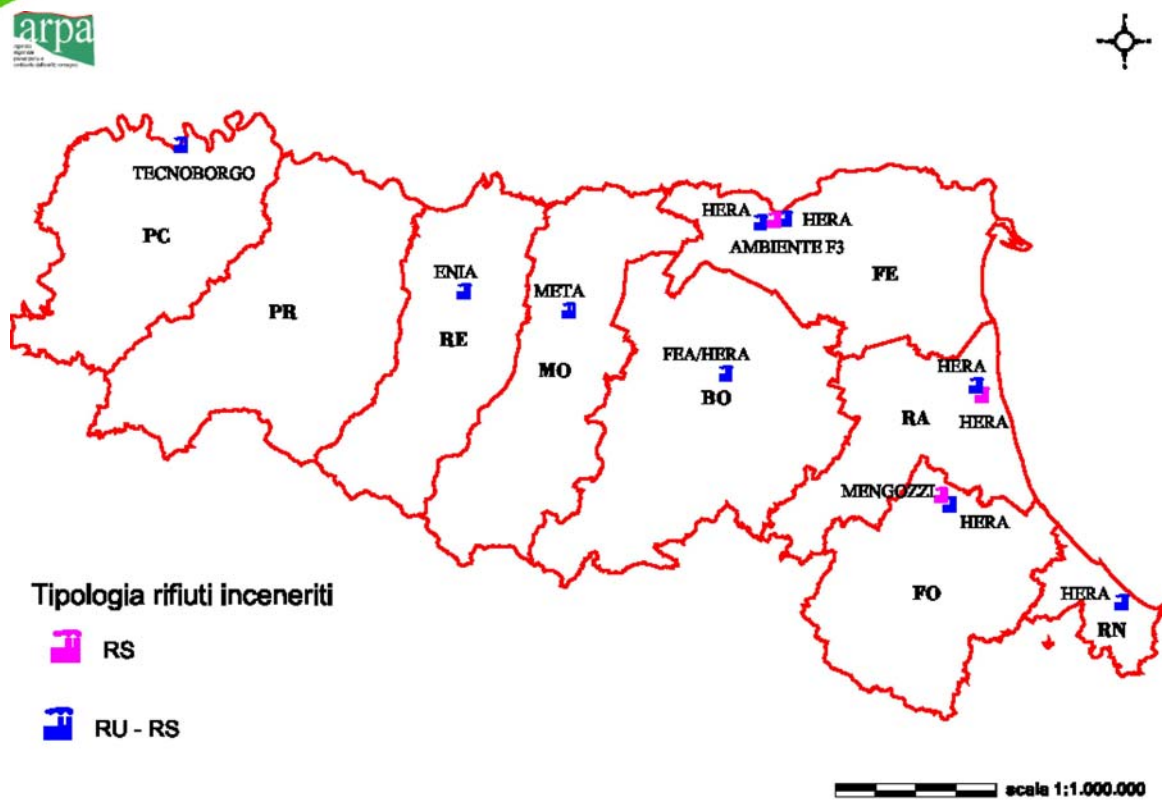 arpa
TECNOBORGO
PC
PR
ENIA
RE
META
MO
HERA
HERA
AMBIENTE F3
FE
FEA/HERA
BO
HERA
RA
HERA
MENGOZZI
HERA
FO
HERA
RN
Tipologia rifiuti inceneriti
RS
RU - RS
scala 1:1.000.000